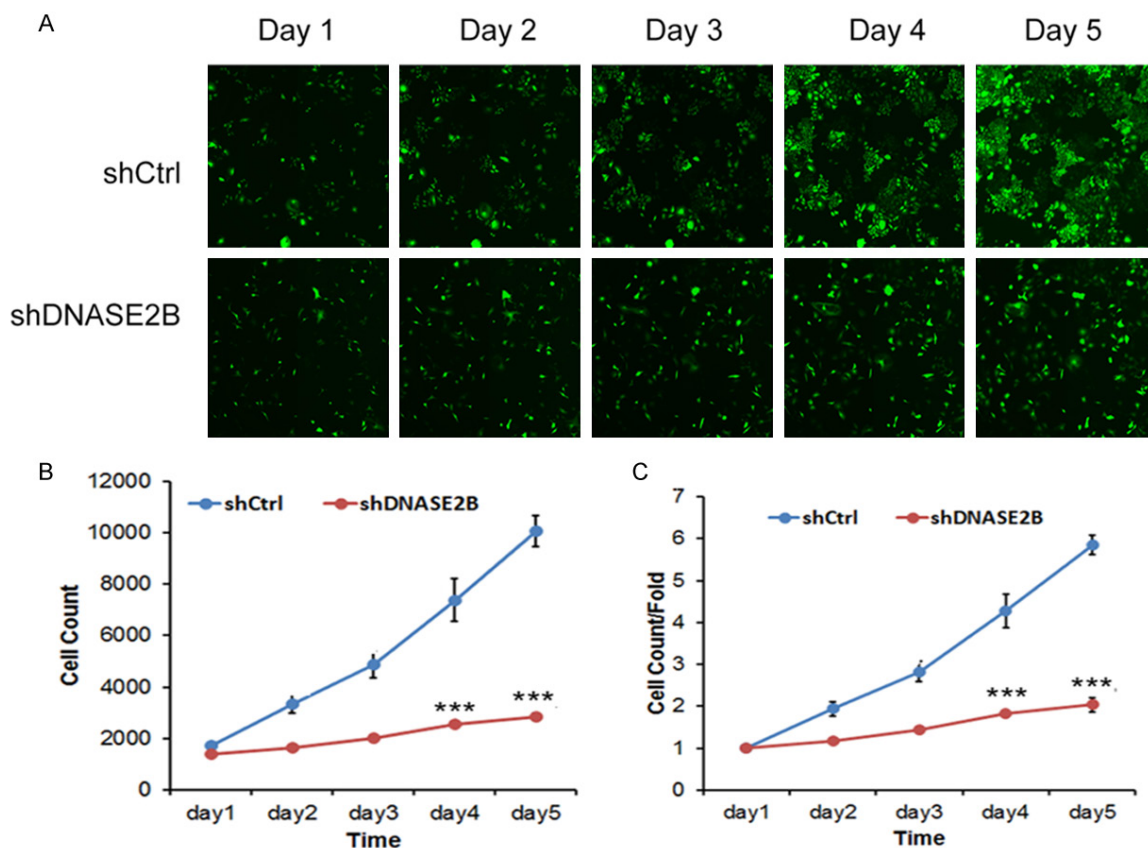 A
Day 1 Day 2 Day 3 Day 4 Day 5
shCtrl
shDNASE2B
B
12000
10000
8000
6000
4000
2000
0
Cell Count
shCtrl shDNASE2B
*** ***
day1 day2 day3 day4 day5
Time
C
7
6
5
4
3
2
1
0
Cell Count/Fold
shCtrl shDNASE2B
*** ***
day1 day2 day3 day4 day5
Time